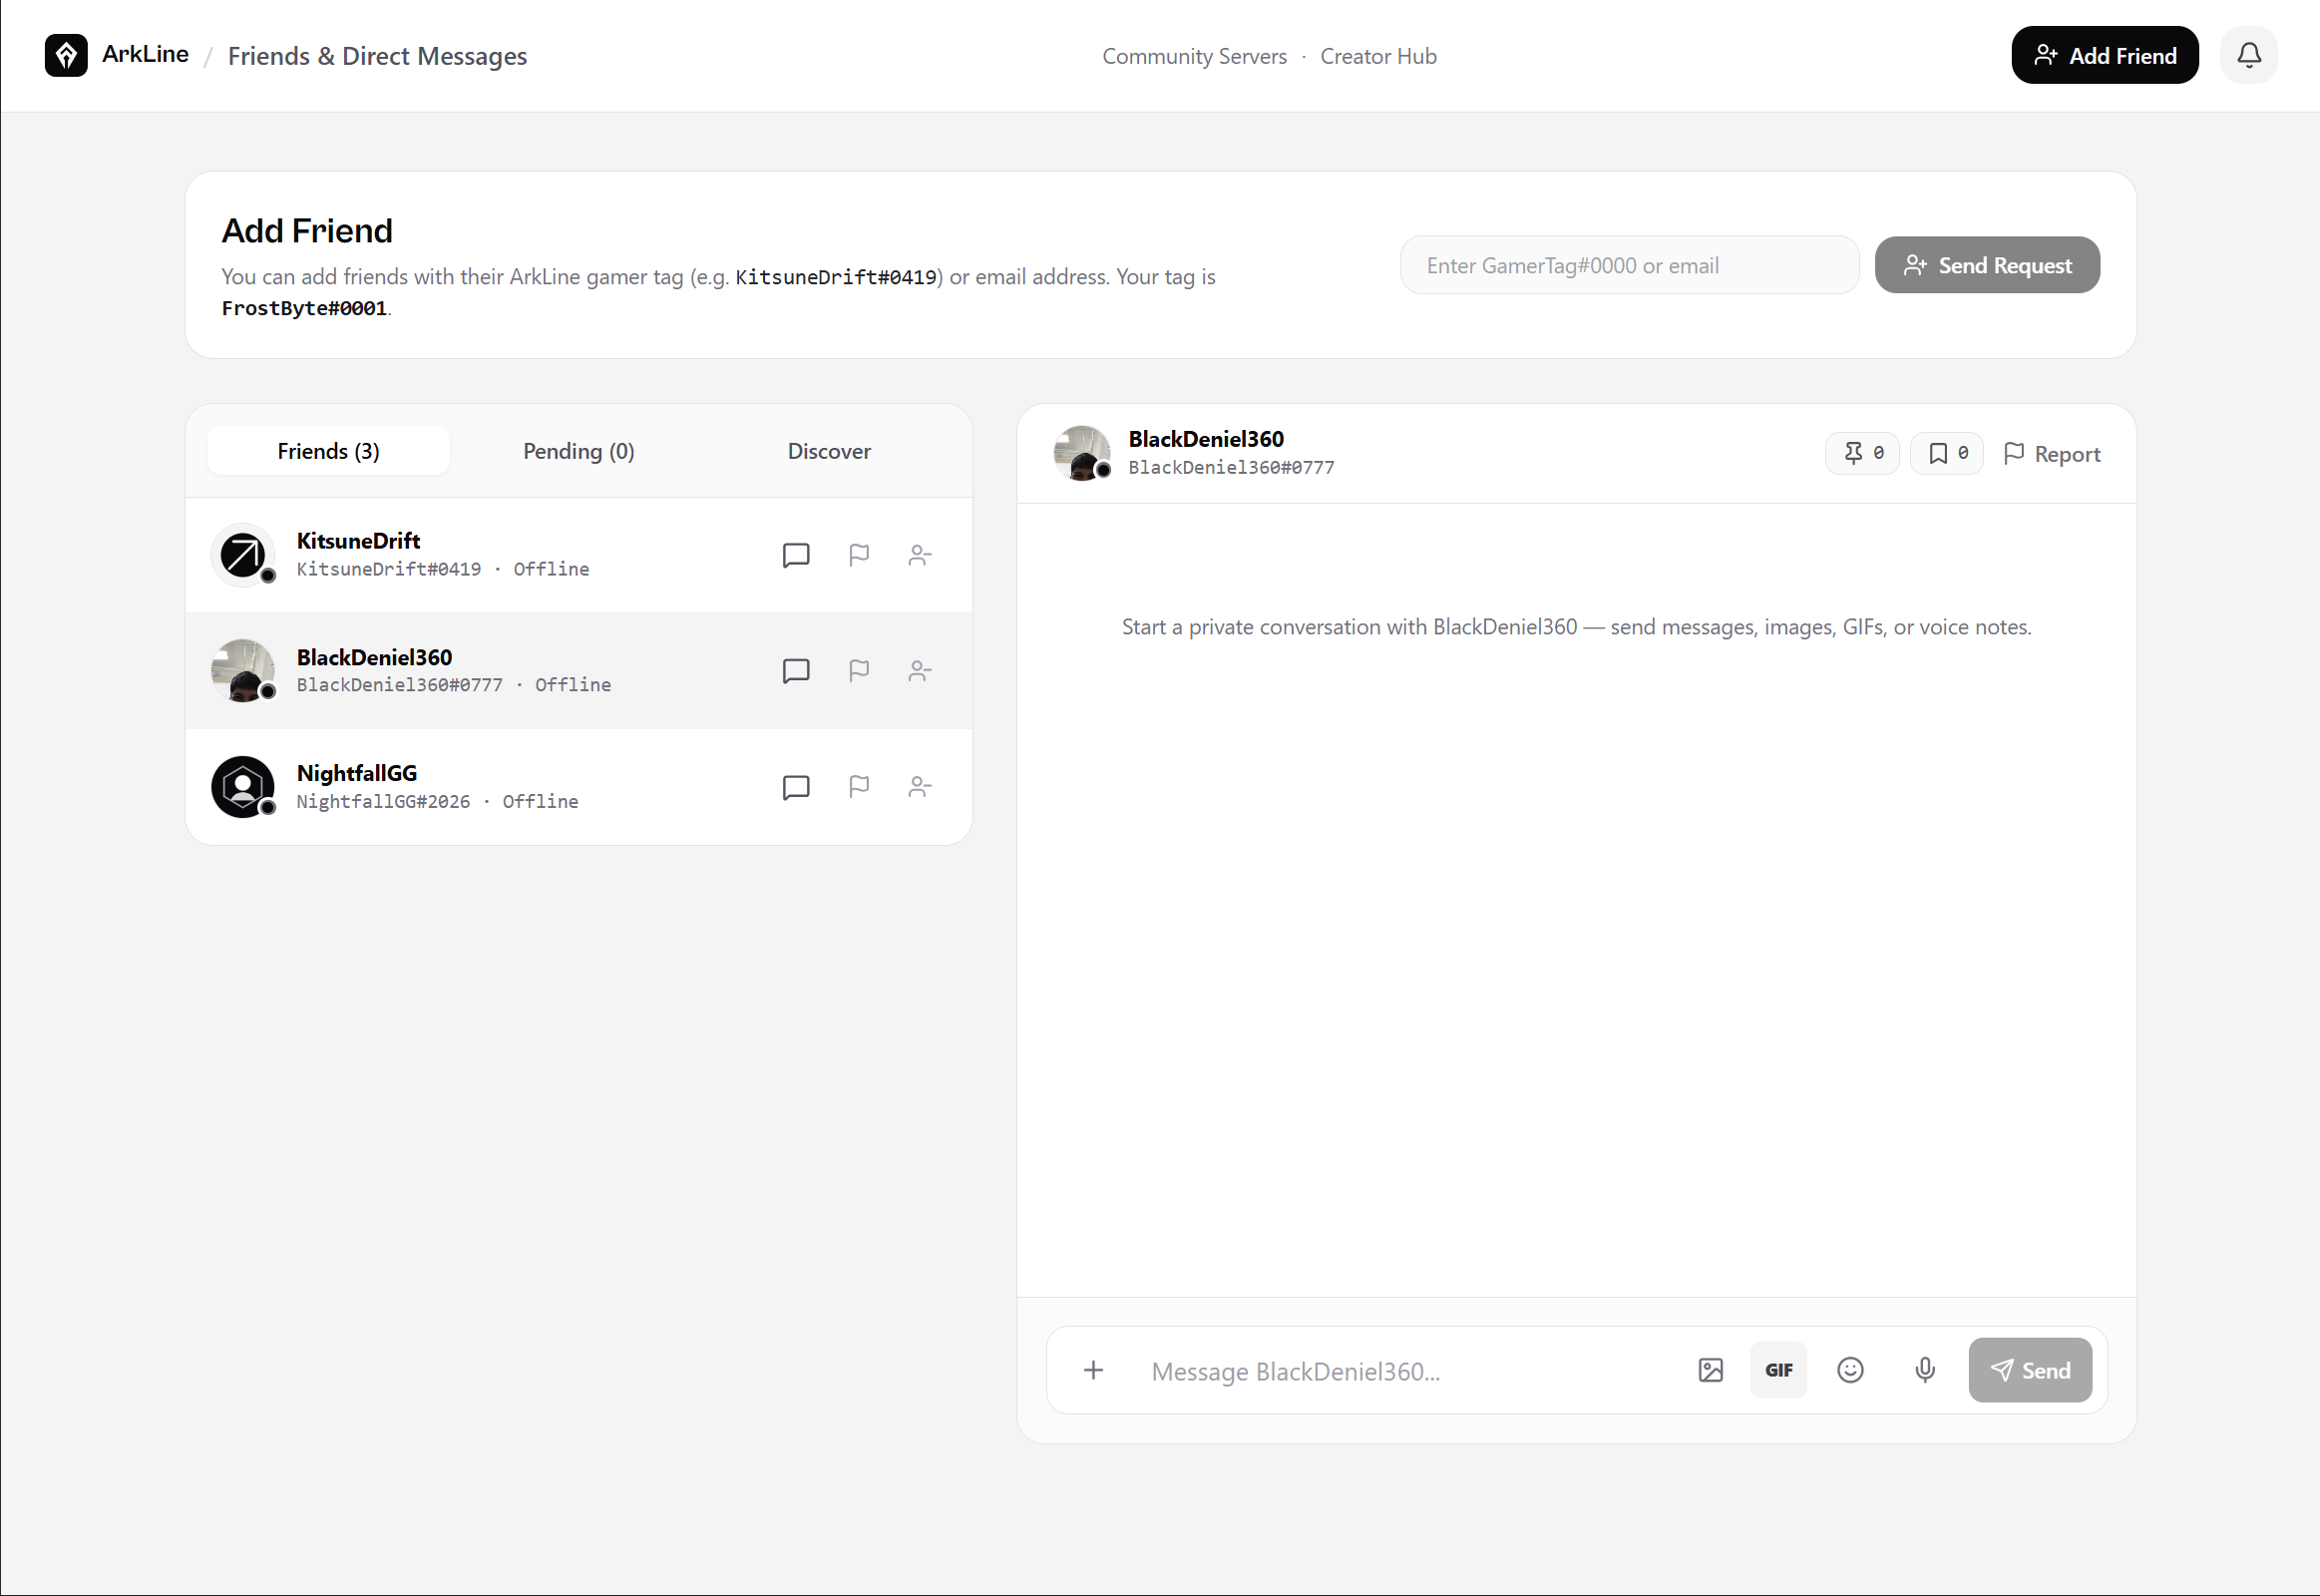 ArkLine / Friends & Direct Messages
Community Servers · Creator Hub
Add Friend
Add Friend
You can add friends with their ArkLine gamer tag (e.g. KitsuneDrift#0419) or email address. Your tag is
FrostByte#0001.
Enter GamerTag#0000 or email
Send Request
Friends (3)
Pending (0)
Discover
KitsuneDrift
KitsuneDrift#0419 · Offline
BlackDeniel360
BlackDeniel360#0777 · Offline
NightfallGG
NightfallGG#2026 · Offline
BlackDeniel360
BlackDeniel360#0777
0
0
Report
Start a private conversation with BlackDeniel360 — send messages, images, GIFs, or voice notes.
Message BlackDeniel360...
GIF
Send